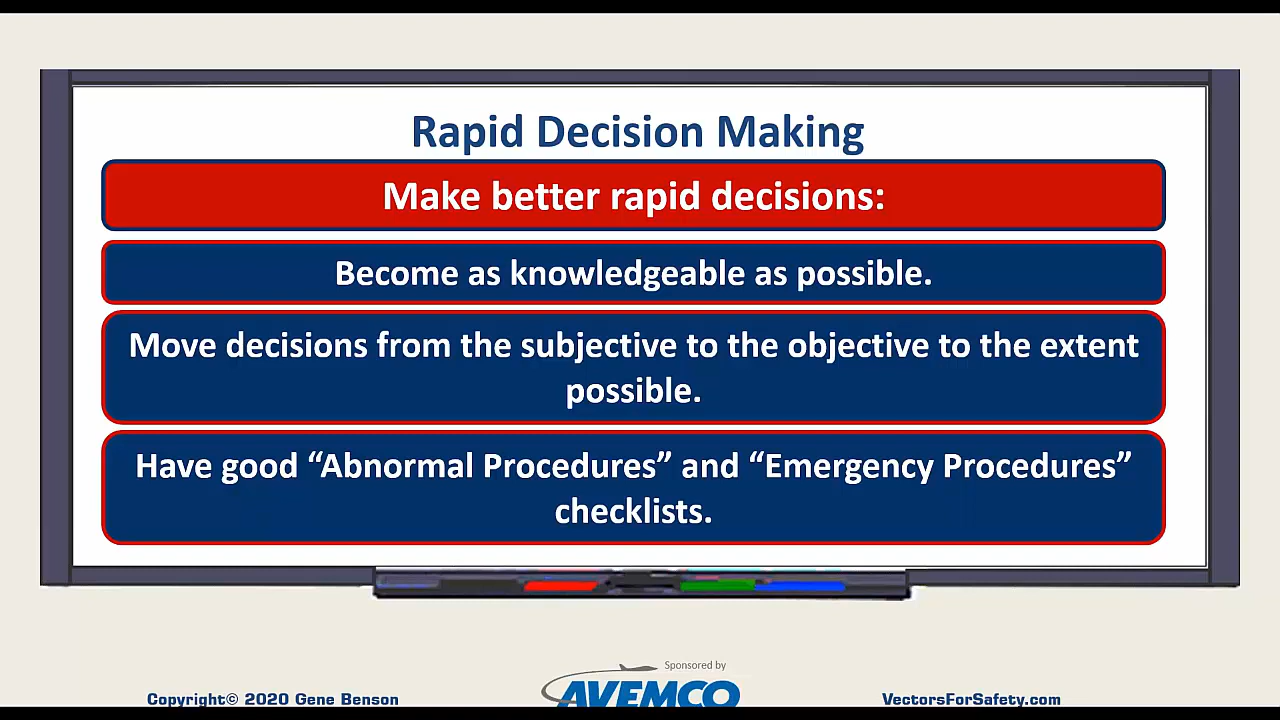 Rapid Decision Making
Make better rapid decisions:
Become as knowledgeable as possible.
Move decisions from the subjective to the objective to the extent
possible.
Have good “Abnormal Procedures” and “Emergency Procedures”
checklists.
Sponsored by
AVEMCO
Copyright© 2020 Gene Benson
VectorsForSafety.com